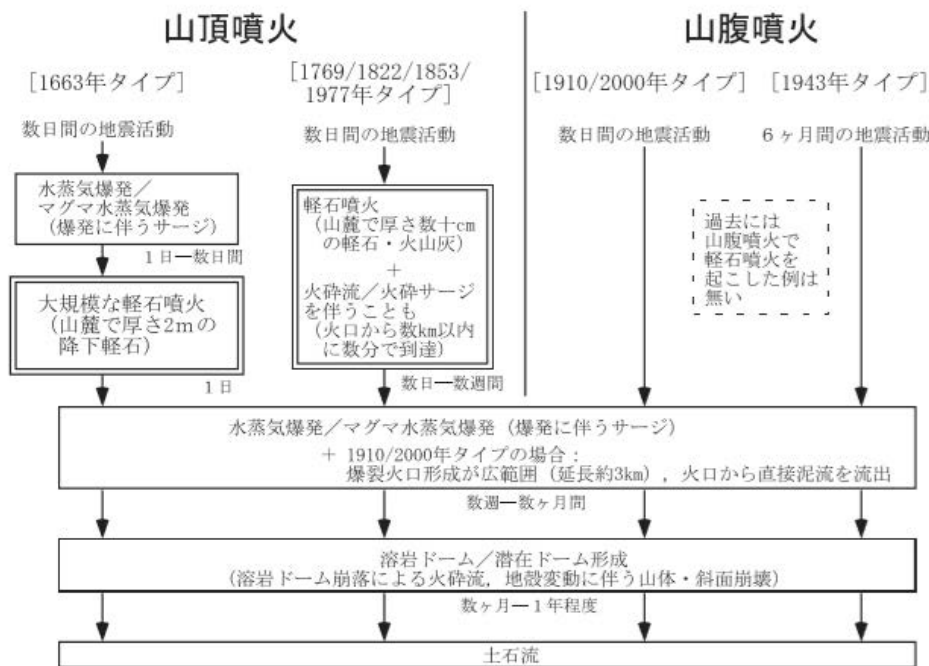 山頂噴火
山腹噴火
[1663年タイプ]
[1769/1822/1853/
1977年タイプ]
[1910/2000年タイプ]
[1943年タイプ]
数日間の地震活動
数日間の地震活動
数日間の地震活動
6ヶ月間の地震活動
水蒸気爆発／
マグマ水蒸気爆発
(爆発に伴うサージ)
1日―数日間
大規模な軽石噴火
(山麓で厚さ2mの
降下軽石)
1日
軽石噴火
(山麓で厚さ数十cm
の軽石・火山灰)
+
火砕流／火砕サージ
を伴うことも
(火口から数km以内
に数分で到達)
数日―数週間
過去には
山腹噴火で
軽石噴火を
起こした例は
無い
水蒸気爆発／マグマ水蒸気爆発 (爆発に伴うサージ)
+ 1910/2000年タイプの場合：
爆裂火口形成が広範囲 (延長約3km)，火口から直接泥流を流出
数週―数ヶ月間
溶岩ドーム／潜在ドーム形成
(溶岩ドーム崩落による火砕流，地殻変動に伴う山体・斜面崩壊)
数ヶ月―1年程度
土石流